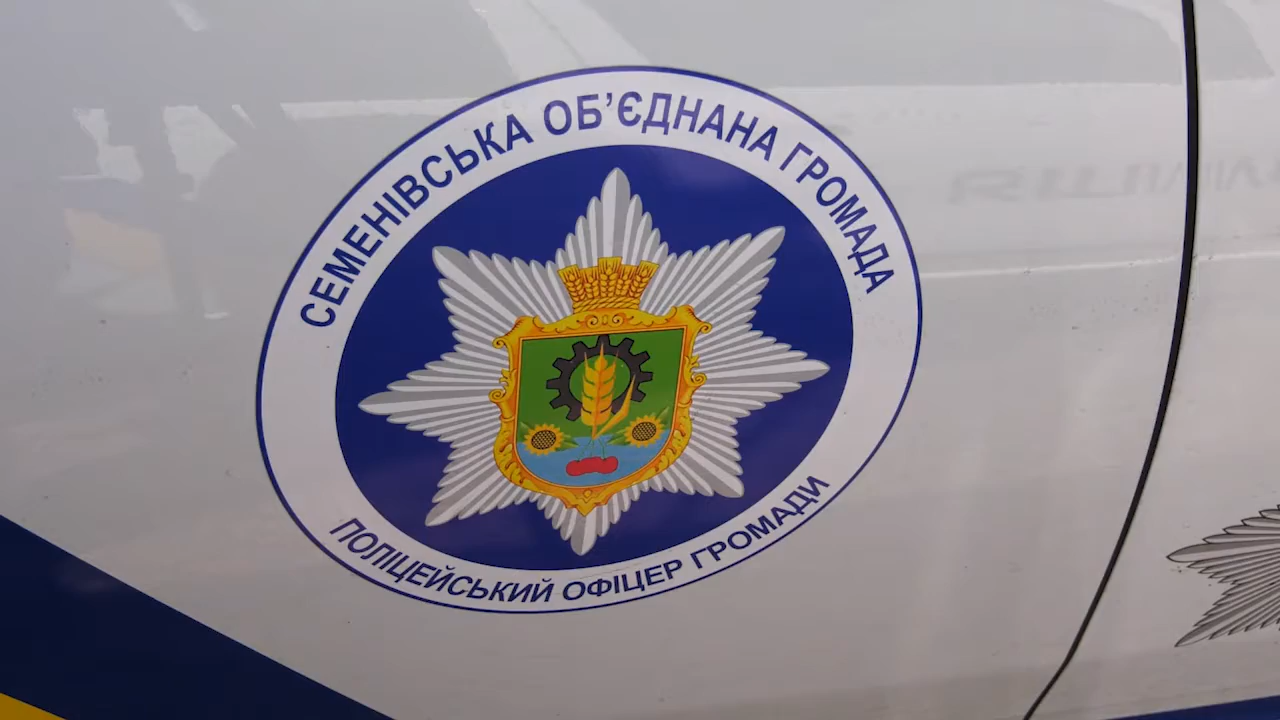 СЕМЕНІВСЬКА ОБ’ЄДНАНА ГРОМАДА
ПОЛІЦЕЙСЬКИЙ ОФІЦЕР ГРОМАДИ